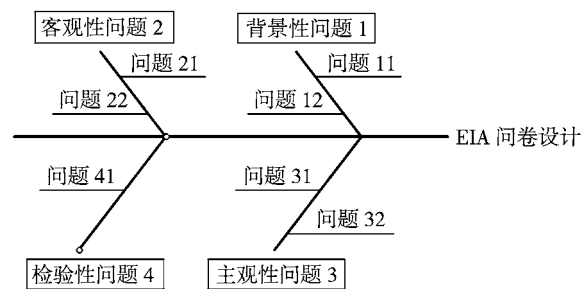 客观性问题 2
背景性问题 1
问题 21
问题 11
问题 22
问题 12
EIA 问卷设计
问题 41
问题 31
问题 32
检验性问题 4
主观性问题 3